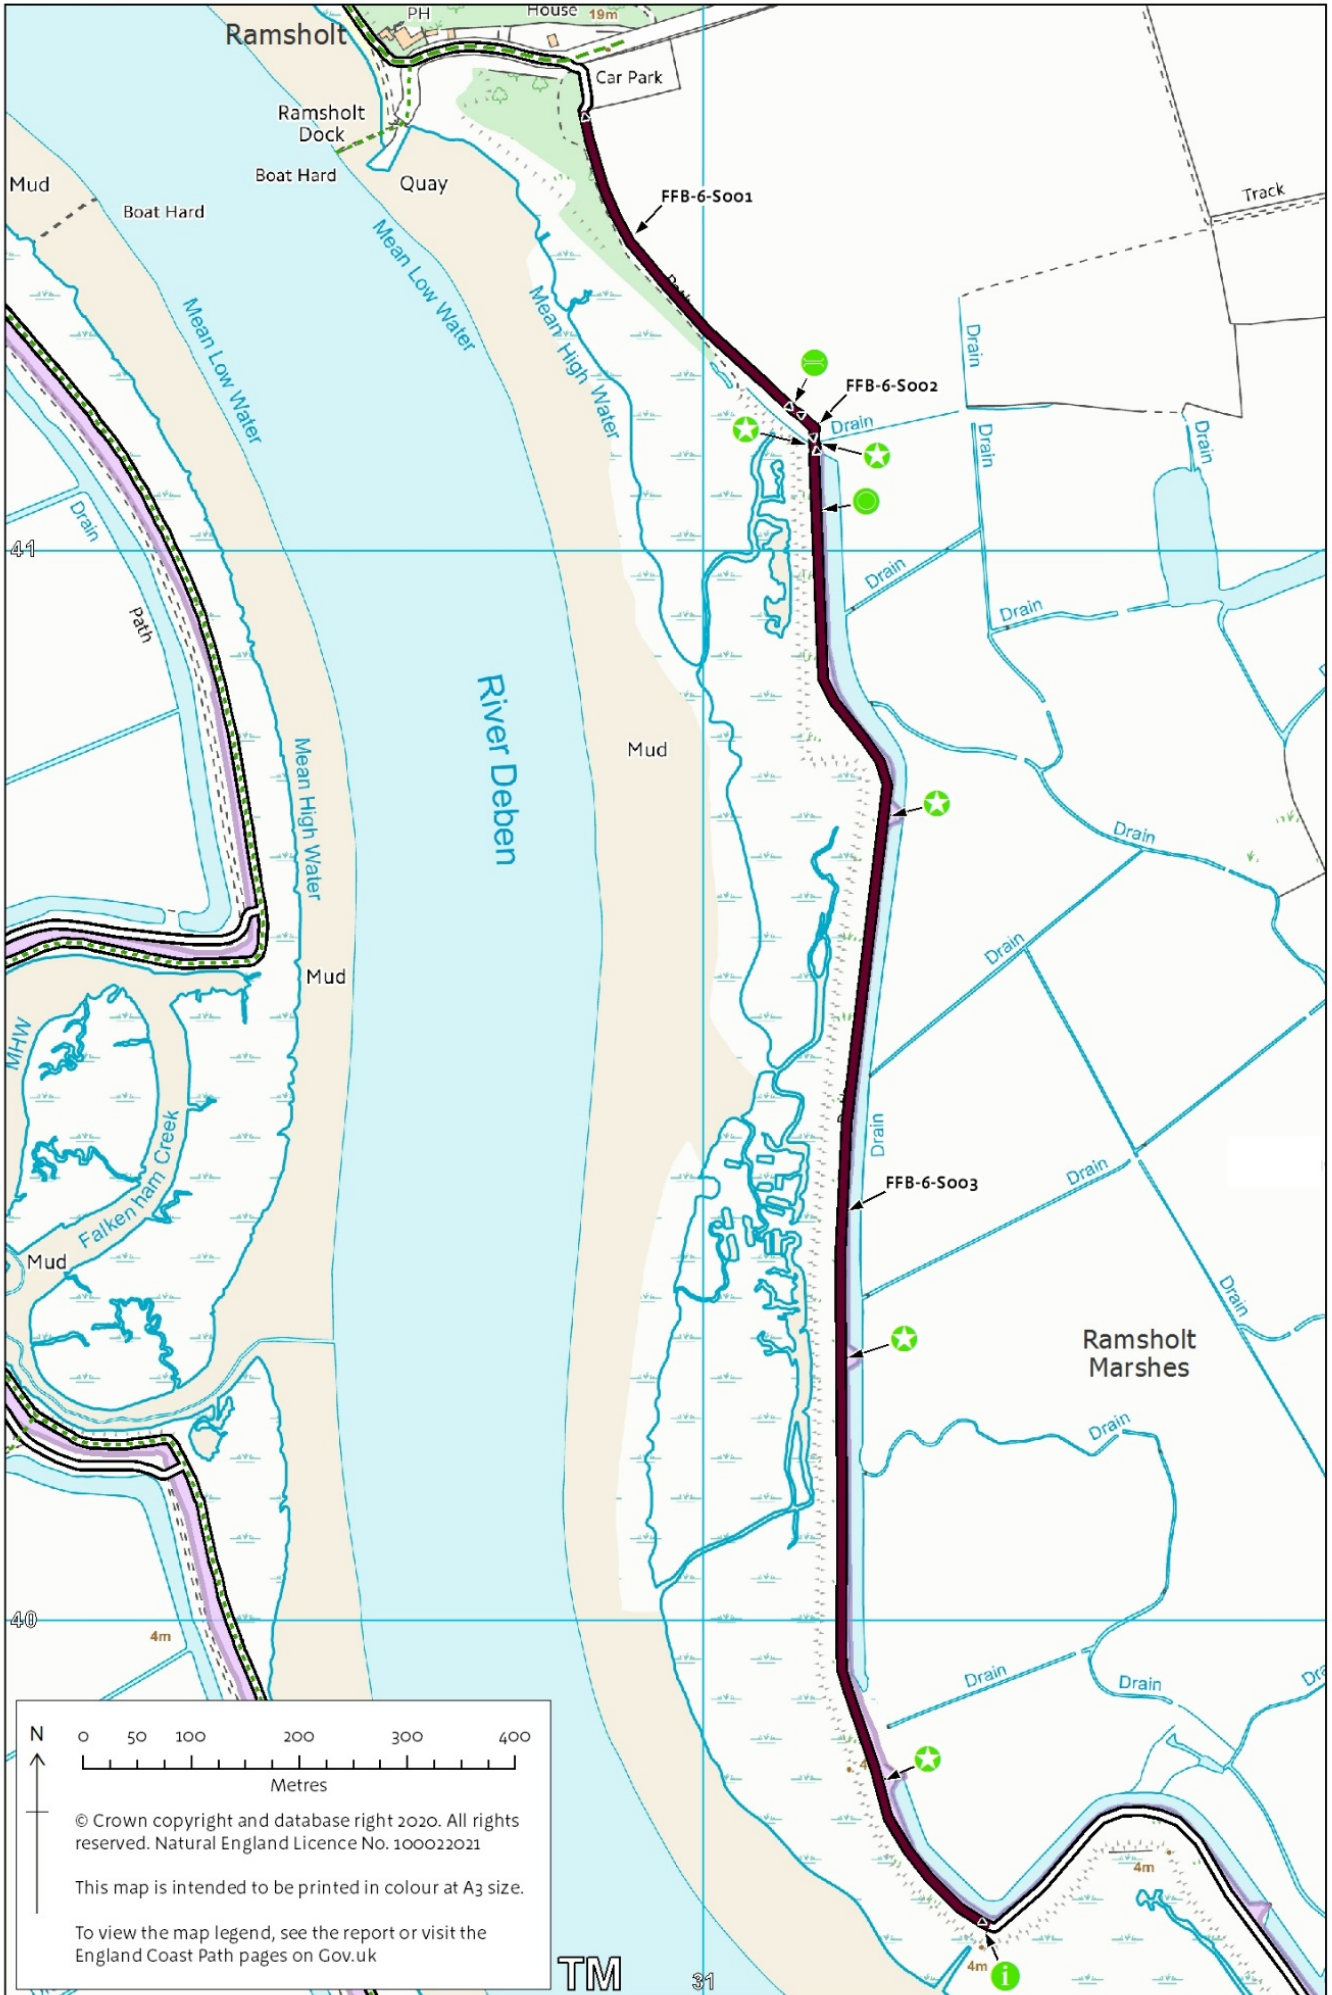 PH
House
19m
Ramsholt
Car Park
Ramsholt
Dock
Boat Hard
Quay
Mud
Boat Hard
FFB-6-S001
Track
Mean Low Water
Mean Low Water
Mean High Water
Drain
FFB-6-S002
Drain
Drain
Drain
Drain
41
Drain
Drain
Path
River Deben
Mud
Mean High Water
Drain
Drain
Mud
MHW
Falkenham Creek
Drain
Drain
FFB-6-S003
Mud
Drain
Ramsholt
Marshes
Drain
40
4m
Drain
Drain
N
0 50 100 200 300 400
Metres
© Crown copyright and database right 2020. All rights
reserved. Natural England Licence No. 100022021
This map is intended to be printed in colour at A3 size.
To view the map legend, see the report or visit the
England Coast Path pages on Gov.uk
4m
4m
i
TM
31